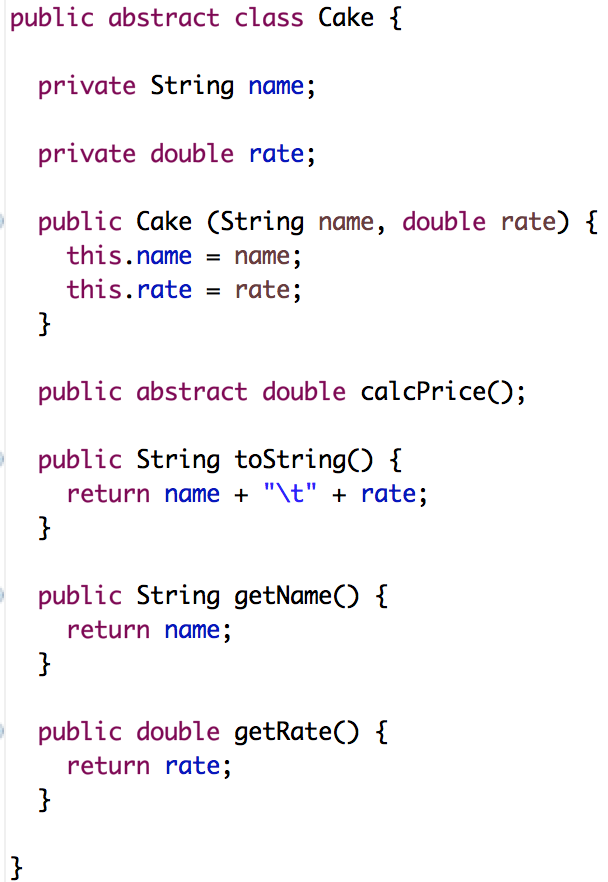 public abstract class Cake {
private String name;
private double rate;
public Cake (String name, double rate) {
this.name = name;
this.rate = rate;
}
public abstract double calcPrice();
public String toString() {
return name + "\t" + rate;
}
public String getName() {
return name;
}
public double getRate() {
return rate;
}
}